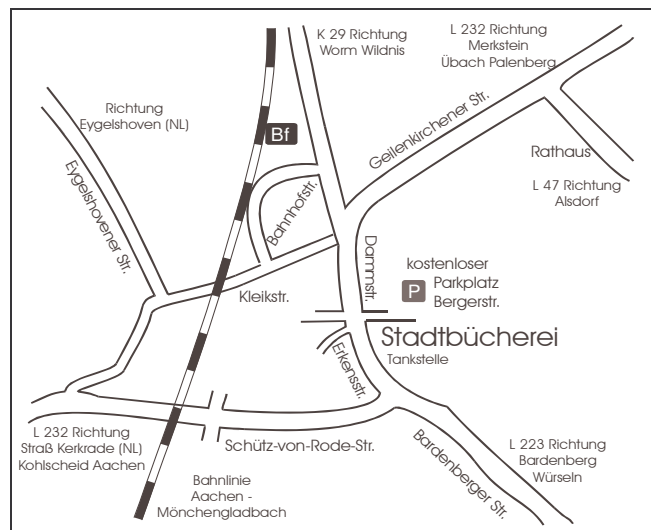 K 29 Richtung
Worm Wildnis
L 232 Richtung
Merkstein
Übach Palenberg
Richtung
Eygelshoven (NL)
Bf
Geilenkirchener Str.
Rathaus
L 47 Richtung
Alsdorf
Eygelshovener Str.
Bahnhofstr.
Dammstr.
kostenloser
P Parkplatz
Bergerstr.
Kleikstr.
Stadtbücherei
Tankstelle
Erkensstr.
L 232 Richtung
Straß Kerkrade (NL)
Kohlscheid Aachen
Schütz-von-Rode-Str.
Bardenberger Str.
L 223 Richtung
Bardenberg
Würseln
Bahnlinie
Aachen -
Mönchengladbach